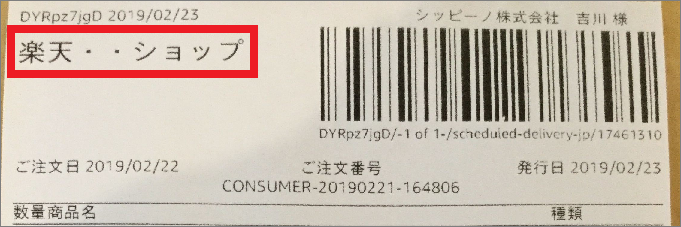 DYRpz7jgD 2019/02/23
シッピーノ株式会社 吉川 様
楽天・・ショップ
DYRpz7jgD/-1 of 1-/scheduled-delivery-jp/17461310
ご注文日 2019/02/22
ご注文番号
発行日 2019/02/23
CONSUMER-20190221-164806
数量商品名
種類